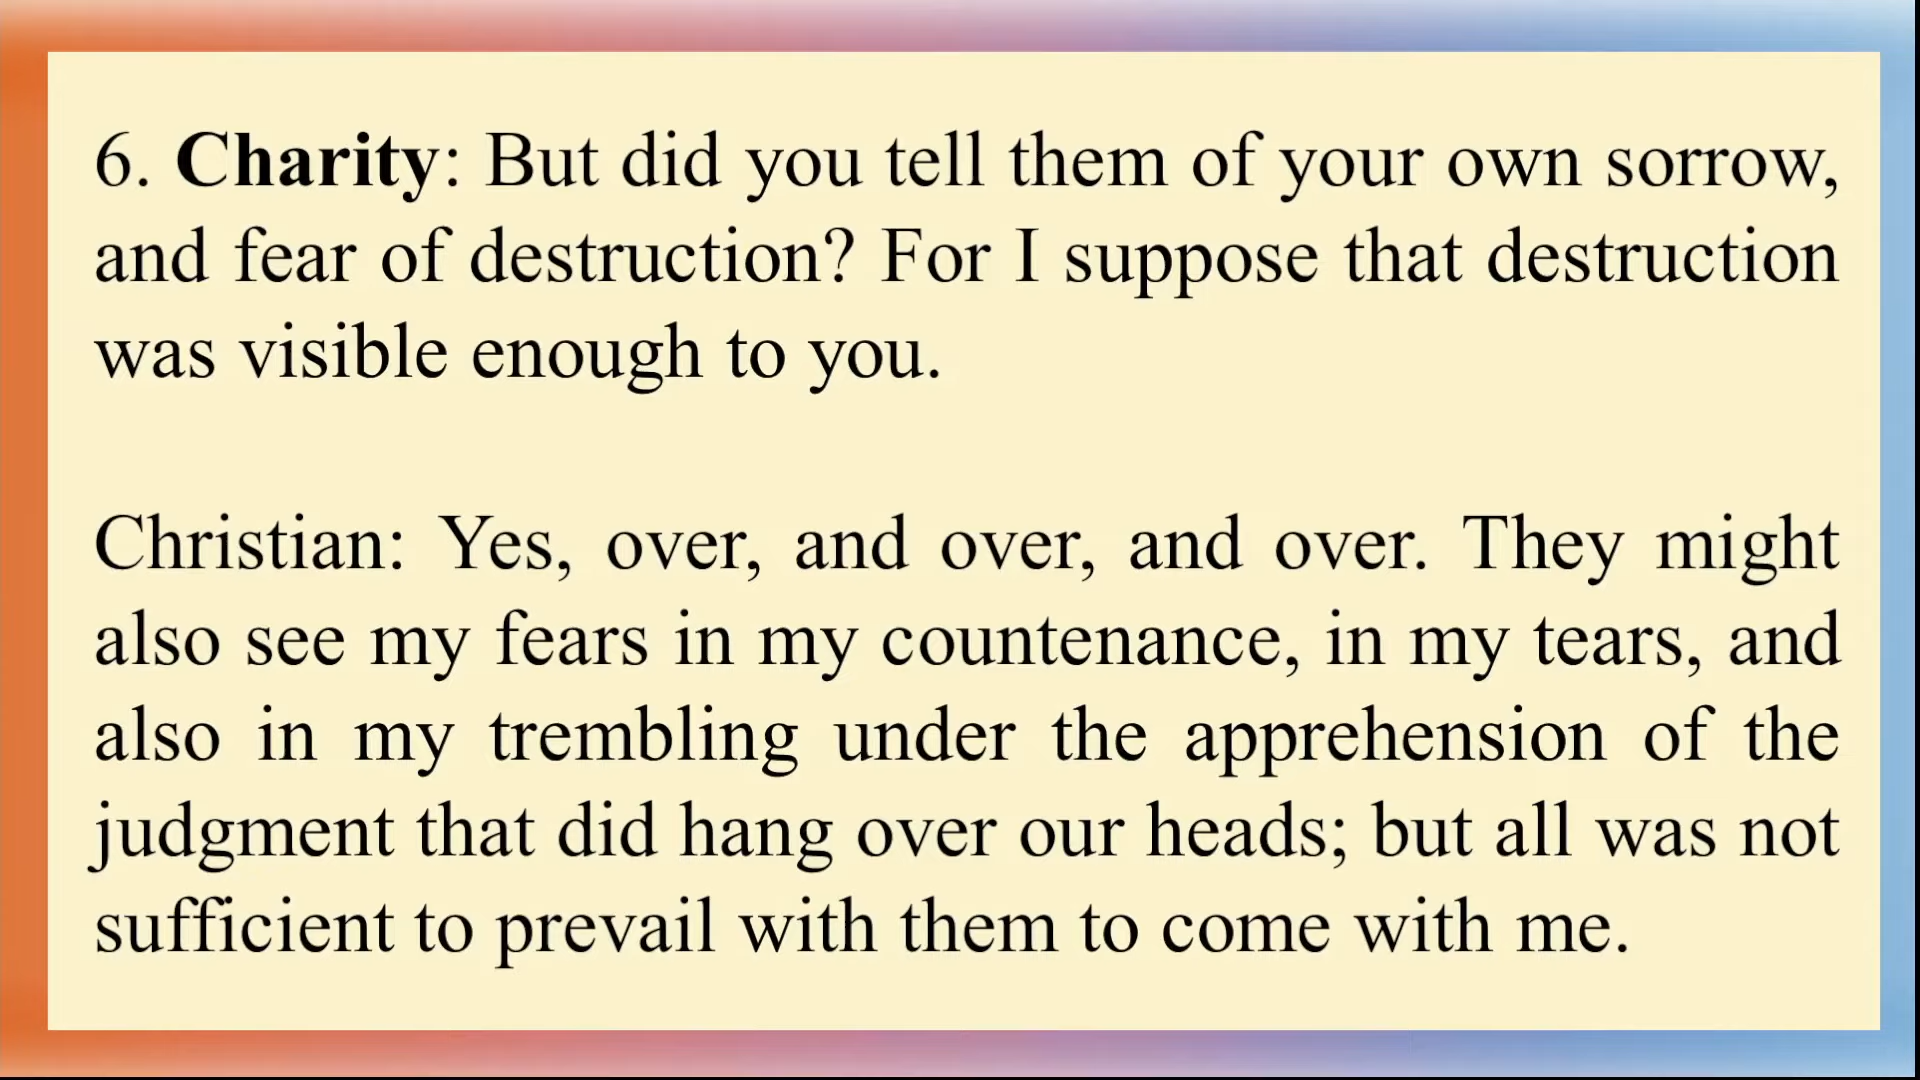 6. Charity: But did you tell them of your own sorrow,
and fear of destruction? For I suppose that destruction
was visible enough to you.
Christian: Yes, over, and over, and over. They might
also see my fears in my countenance, in my tears, and
also in my trembling under the apprehension of the
judgment that did hang over our heads; but all was not
sufficient to prevail with them to come with me.